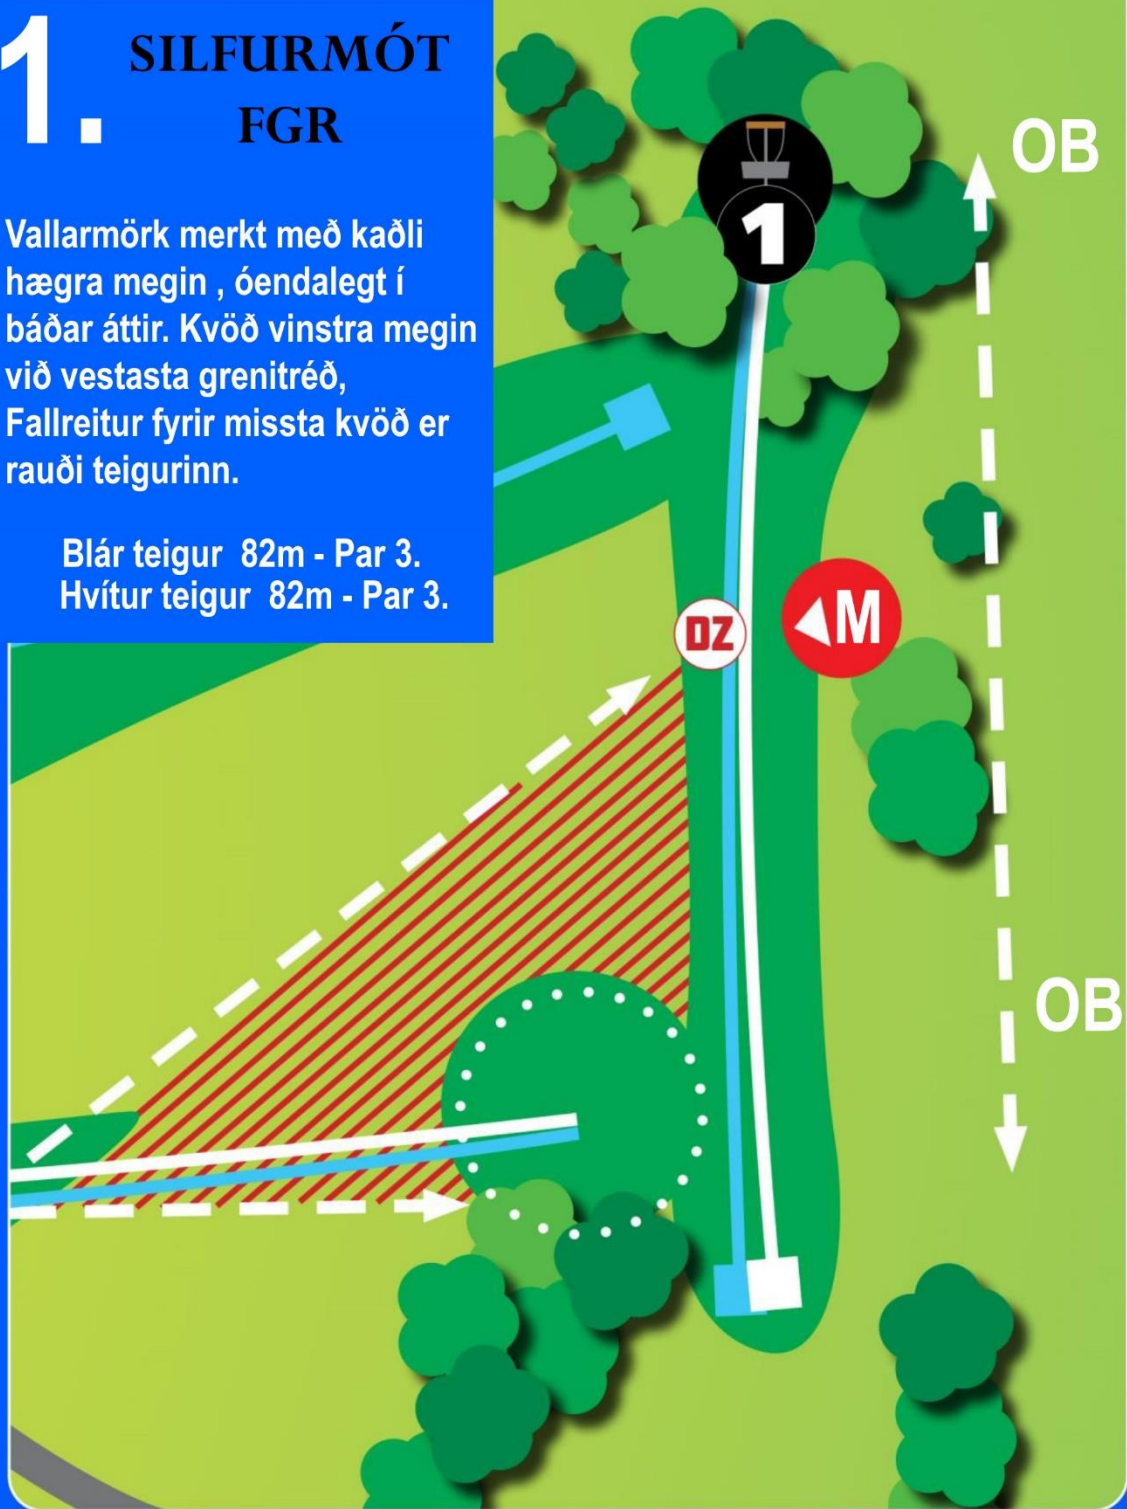 1.
SILFURMÓT
FGR
Vallarmörk merkt með kaðli
hægra megin , óendalegt í
báðar áttir. Kvöð vinstra megin
við vestasta grenitréð,
Fallreitur fyrir missta kvöð er
rauði teigurinn.
Blár teigur 82m - Par 3.
Hvítur teigur 82m - Par 3.
OB
1
DZ
M
OB